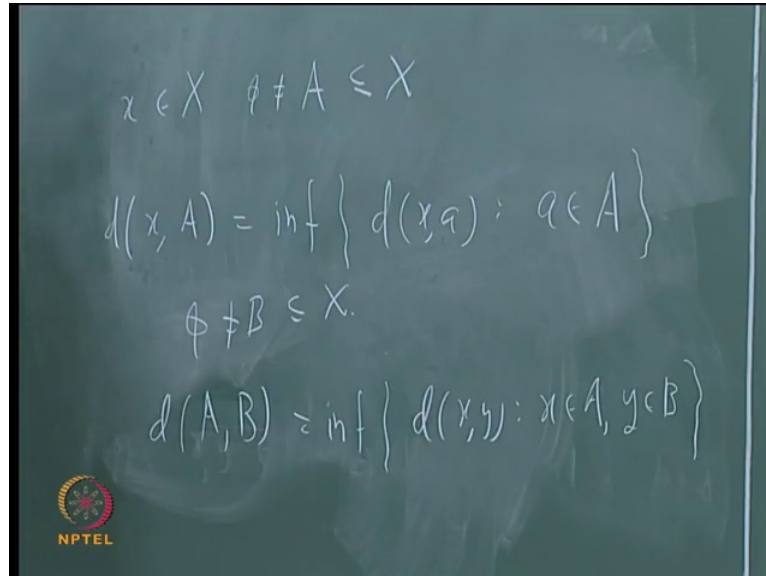 x ∈ X ϕ ≠ A ⊆ X
d(x, A) = inf { d(x,a) : a ∈ A }
ϕ ≠ B ⊆ X.
d(A, B) = inf { d(x,y) : x ∈ A, y ∈ B }
NPTEL